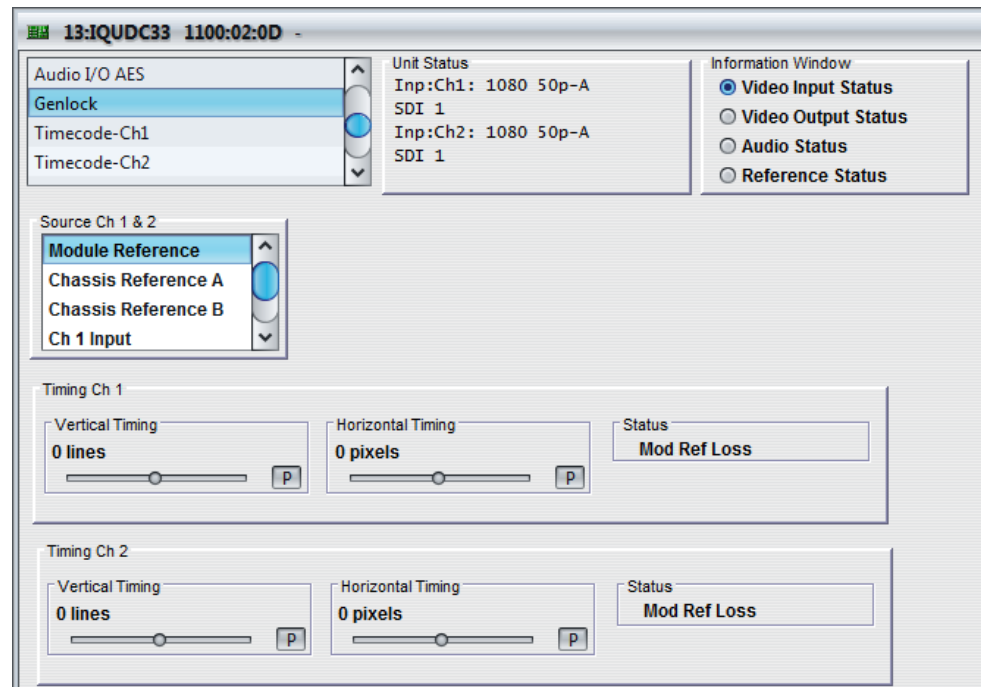 13:IQUDC33 1100:02:0D -
Audio I/O AES
Genlock
Timecode-Ch1
Timecode-Ch2
Unit Status
Inp:Ch1: 1080 50p-A
SDI 1
Inp:Ch2: 1080 50p-A
SDI 1
Information Window
Video Input Status
Video Output Status
Audio Status
Reference Status
Source Ch 1 & 2
Module Reference
Chassis Reference A
Chassis Reference B
Ch 1 Input
Timing Ch 1
Vertical Timing
0 lines
P
Horizontal Timing
0 pixels
P
Status
Mod Ref Loss
Timing Ch 2
Vertical Timing
0 lines
P
Horizontal Timing
0 pixels
P
Status
Mod Ref Loss